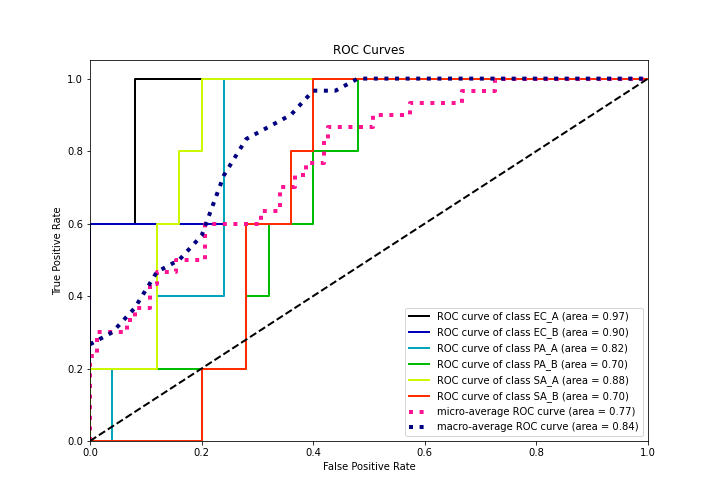 ROC Curves
True Positive Rate
1.0
0.8
0.6
0.4
0.2
0.0
ROC curve of class EC_A (area = 0.97)
ROC curve of class EC_B (area = 0.90)
ROC curve of class PA_A (area = 0.82)
ROC curve of class PA_B (area = 0.70)
ROC curve of class SA_A (area = 0.88)
ROC curve of class SA_B (area = 0.70)
micro-average ROC curve (area = 0.77)
macro-average ROC curve (area = 0.84)
0.0 0.2 0.4 0.6 0.8 1.0
False Positive Rate